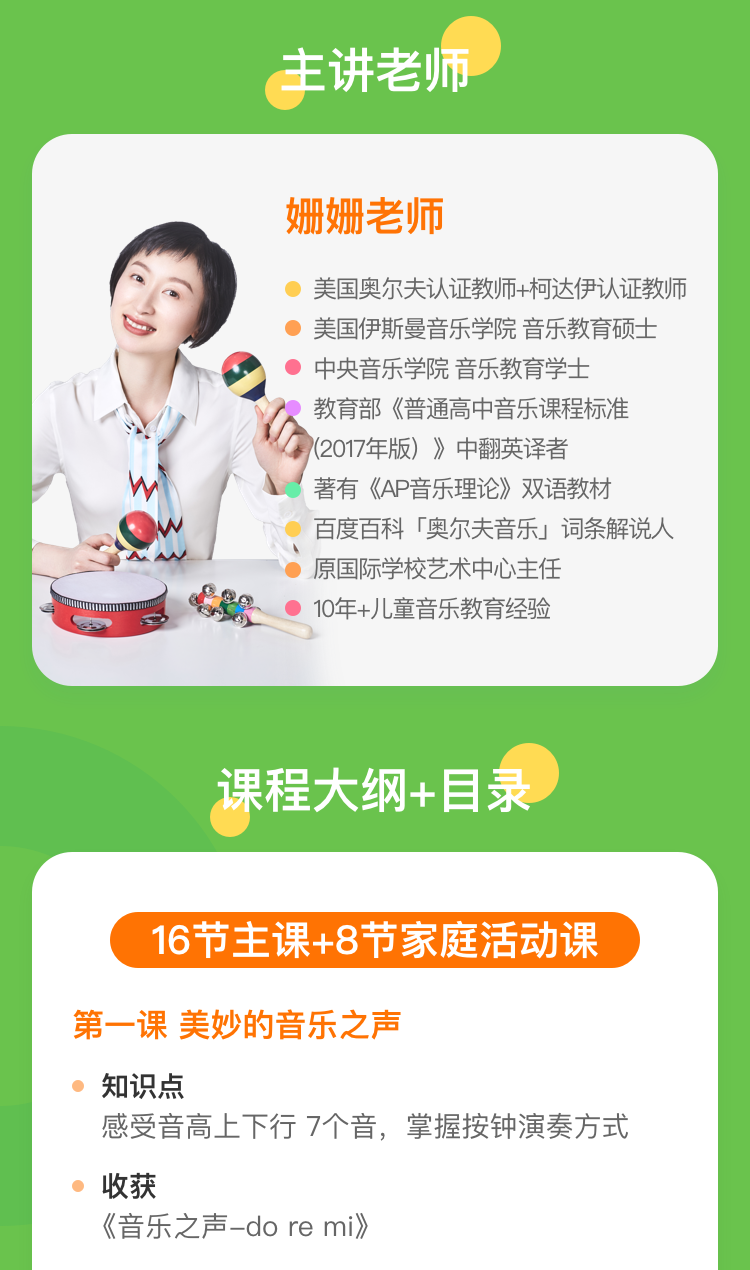 主讲老师
姗姗老师
美国奥尔夫认证教师+柯达伊认证教师
美国伊斯曼音乐学院 音乐教育硕士
中央音乐学院 音乐教育学士
教育部《普通高中音乐课程标准
(2017年版）》中翻英译者
著有《AP音乐理论》双语教材
百度百科「奥尔夫音乐」词条解说人
原国际学校艺术中心主任
10年+儿童音乐教育经验
课程大纲+目录
16节主课+8节家庭活动课
第一课 美妙的音乐之声
知识点
感受音高上下行 7个音，掌握按钟演奏方式
收获
《音乐之声-do re mi》